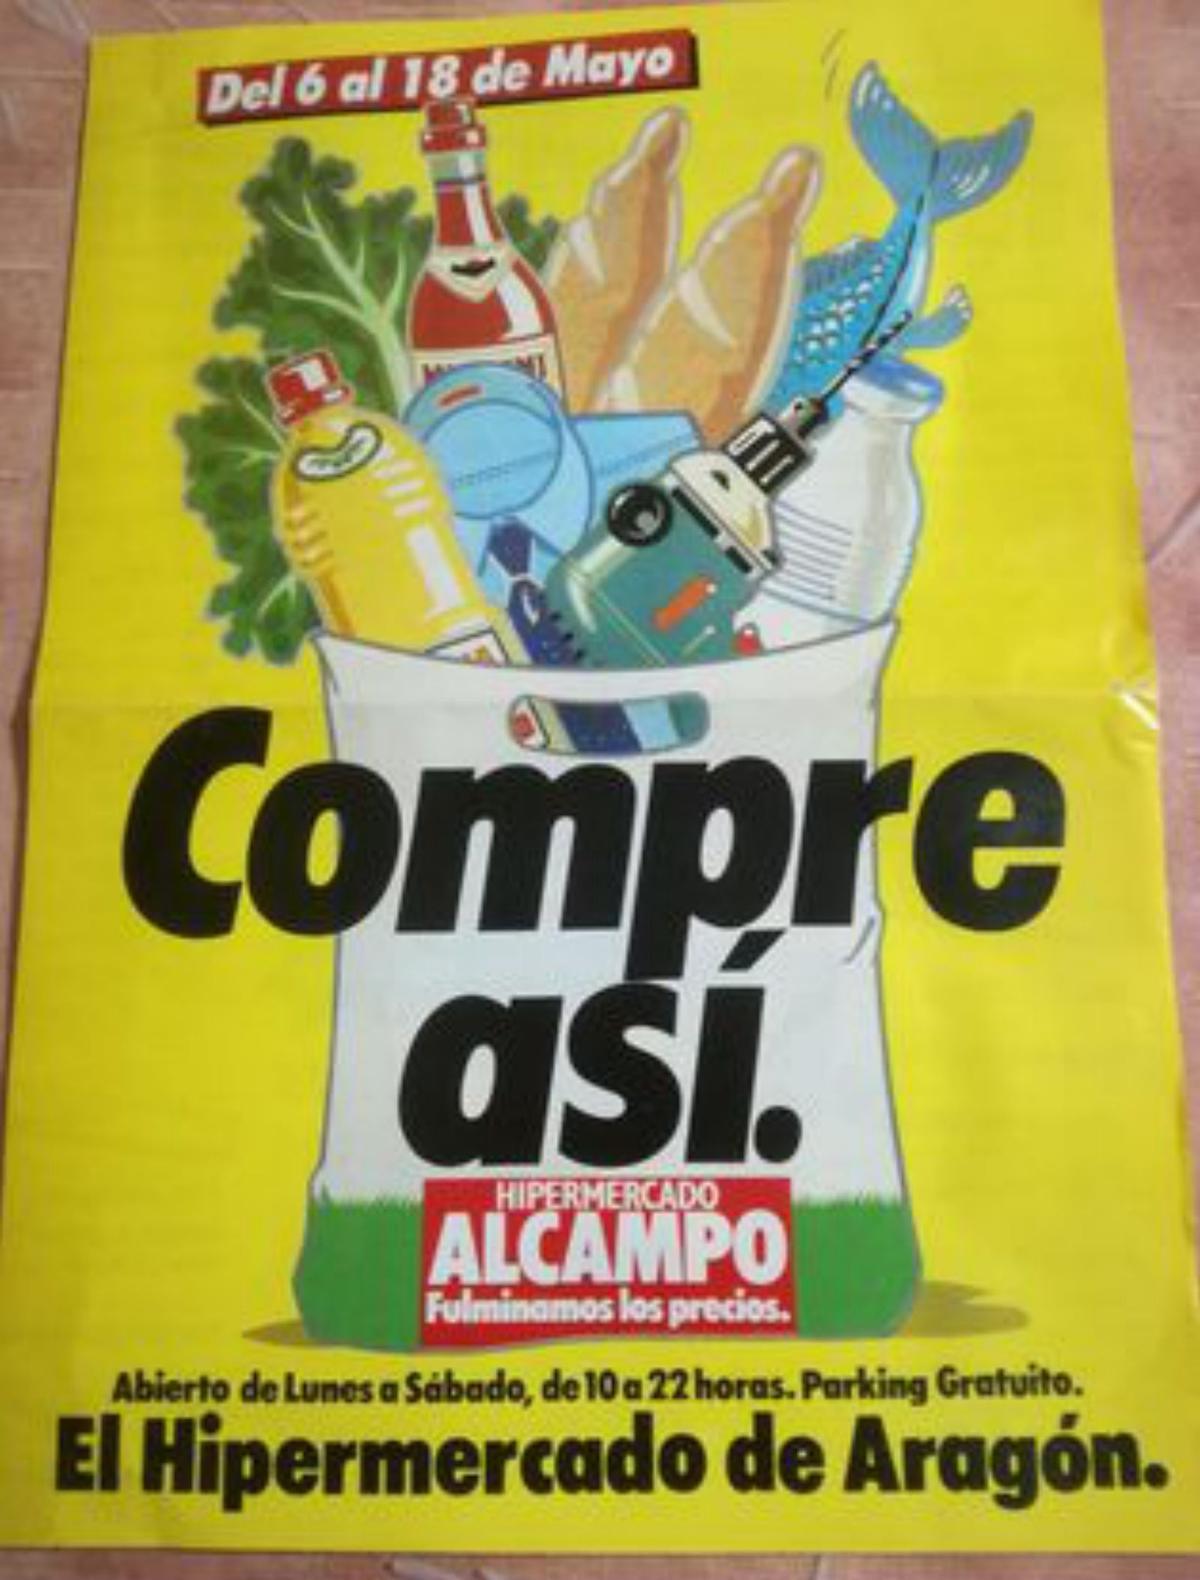 Del 6 al 18 de Mayo
Compre
así.
HIPERMERCADO
ALCAMPO
Fulminamos los precios.
Abierto de Lunes a Sábado, de 10 a 22 horas. Parking Gratuito.
El Hipermercado de Aragón.